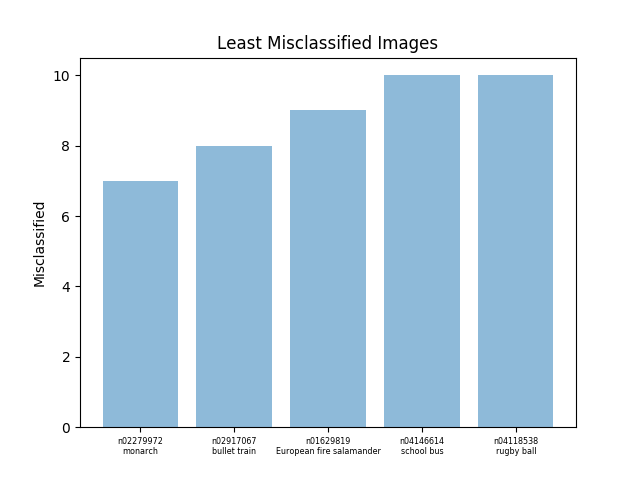 Least Misclassified Images
Misclassified
10
8
6
4
2
0
n02279972
monarch
n02917067
bullet train
n01629819
European fire salamander
n04146614
school bus
n04118538
rugby ball